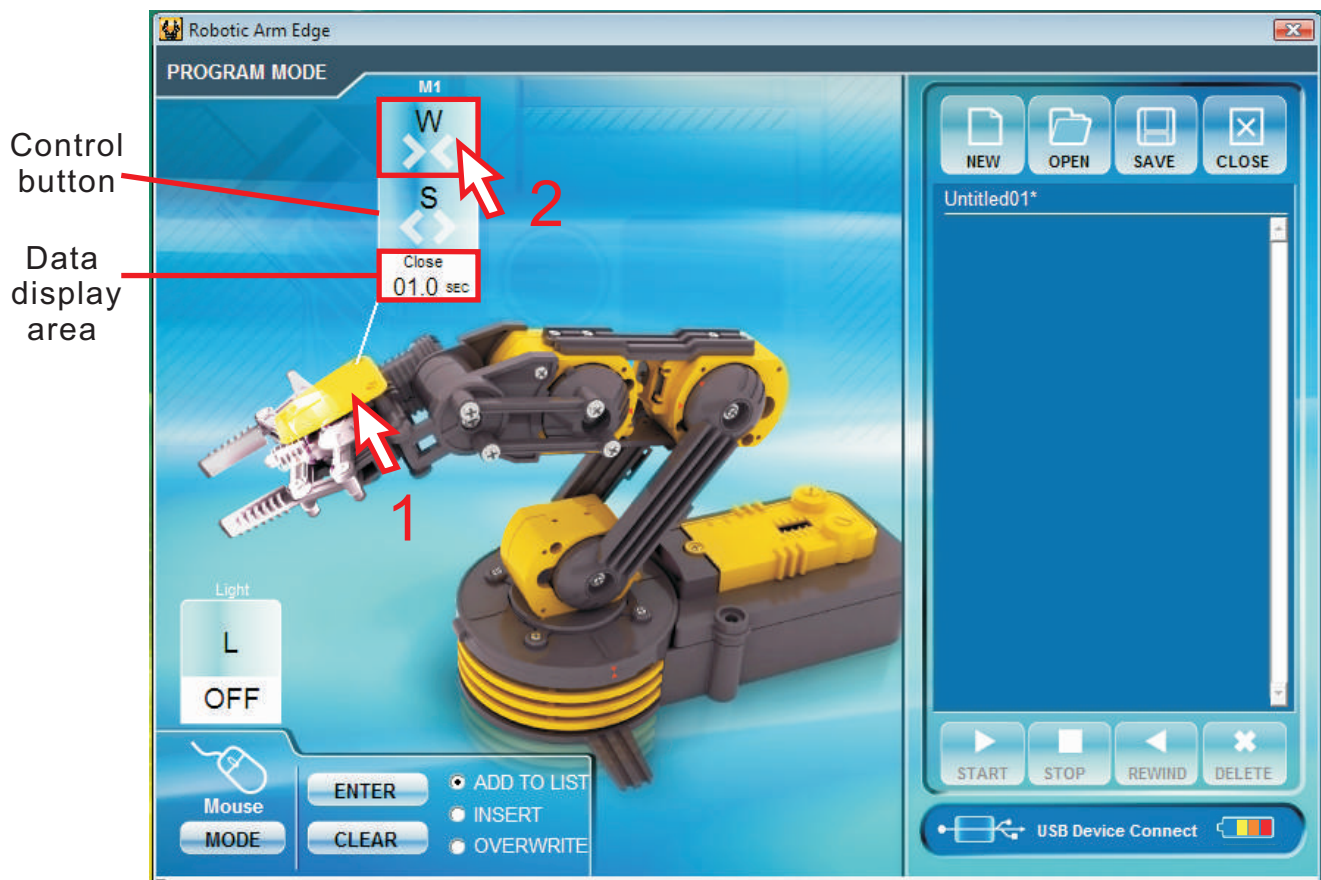 Robotic Arm Edge
PROGRAM MODE
M1
W
S
Close
01.0 SEC
Control
button
Data
display
area
2
1
Light
L
OFF
Mouse
MODE
ENTER
CLEAR
ADD TO LIST
INSERT
OVERWRITE
NEW OPEN SAVE CLOSE
Untitled01*
START STOP REWIND DELETE
USB Device Connect